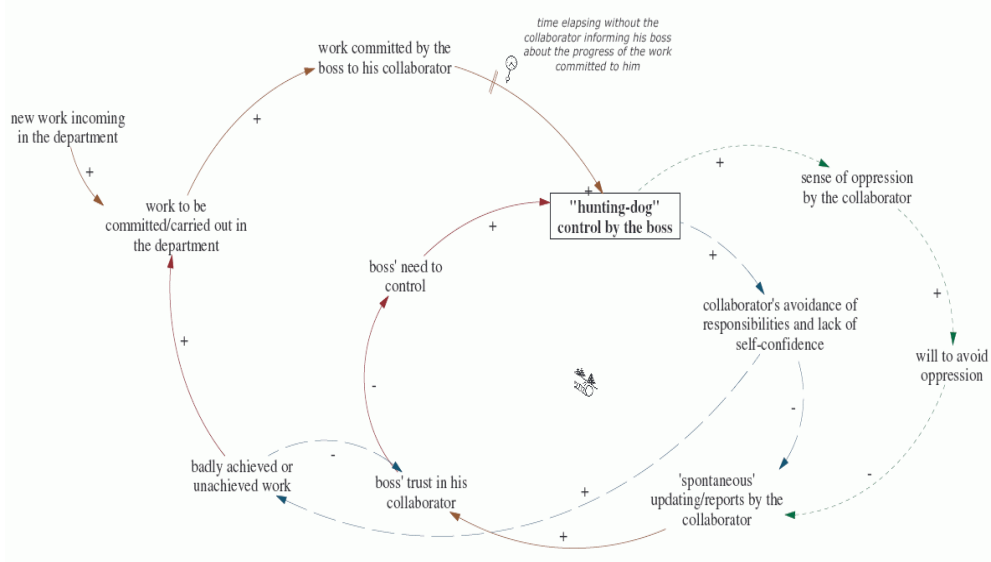 time elapsing without the
collaborator informing his boss
about the progress of the work
committed to him
work committed by the
boss to his collaborator
new work incoming
in the department
+
+
+
+
sense of oppression
by the collaborator
work to be
committed/carried out in
the department
"hunting-dog"
control by the boss
+
+
boss' need to
control
+
collaborator's avoidance of
responsibilities and lack of
self-confidence
+
will to avoid
oppression
-
-
badly achieved or
unachieved work
-
boss' trust in his
collaborator
+
'spontaneous'
updating/reports by the
collaborator
-
+